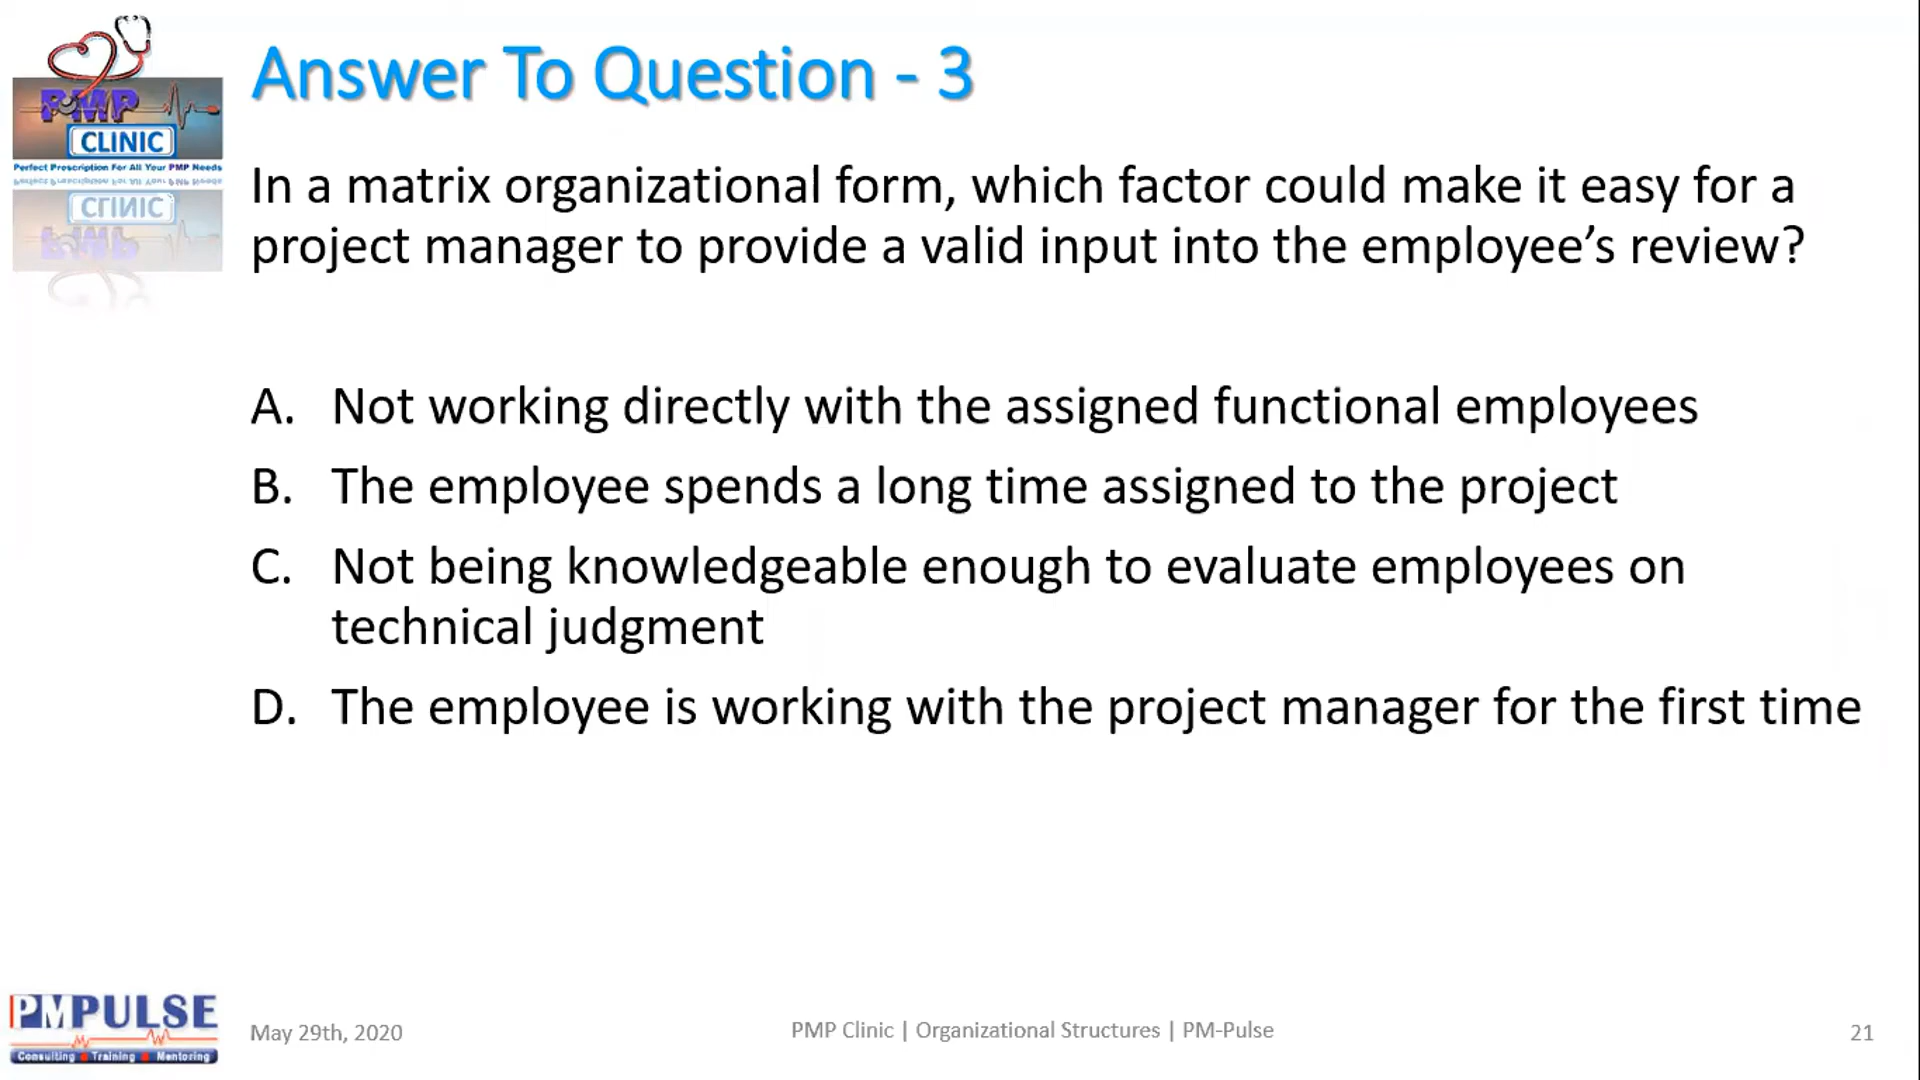 PMP
CLINIC
Perfect Prescription For All Your PMP Needs
Answer To Question - 3
In a matrix organizational form, which factor could make it easy for a
project manager to provide a valid input into the employee’s review?
A. Not working directly with the assigned functional employees
B. The employee spends a long time assigned to the project
C. Not being knowledgeable enough to evaluate employees on
technical judgment
D. The employee is working with the project manager for the first time
PMPULSE
Consulting Training Mentoring
May 29th, 2020
PMP Clinic | Organizational Structures | PM-Pulse
21